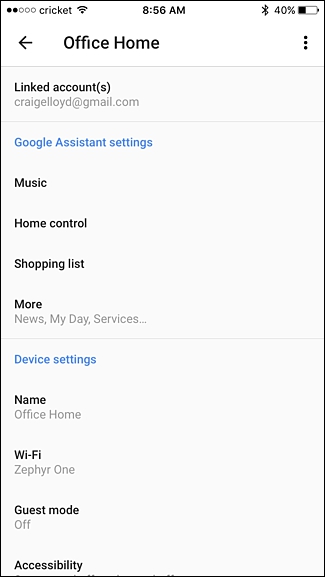 cricket 8:56 AM 40%
Office Home
Linked account(s)
craigelloyd@gmail.com
Google Assistant settings
Music
Home control
Shopping list
More
News, My Day, Services...
Device settings
Name
Office Home
Wi-Fi
Zephyr One
Guest mode
Off
Accessibility